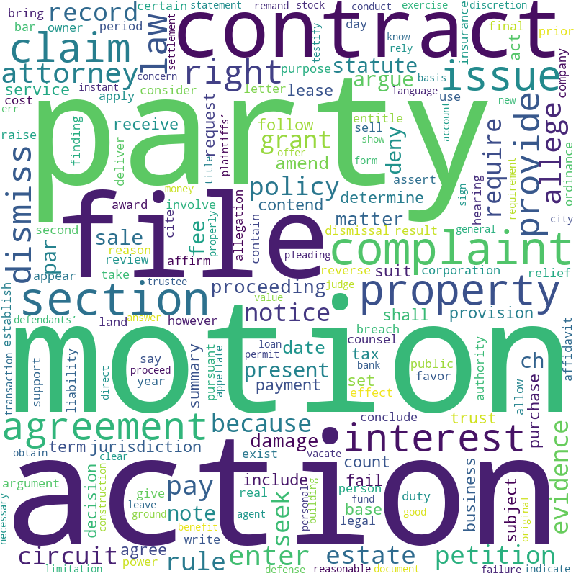 bring record certain statement remand stock conduct exercise discretion
bar owner period contract day testify know rely insurance final prior
claim law settlement concern purpose basis language act company
attorney right statute issue
service cost apply instant consider argue use new
err raise finding receive request plaintiffs letter lease entitle sell account
party follow offer show form deny require allege ordinance
deliver grant amend assert sign requirement hearing city
dismiss second involve award money cite allegation policy contend determine provide
par sale fee contain matter dismissal result general
file reason review affirm pleading suit corporation relief
appear take properly proceeding reverse judge complaint
section trustee value property
defendants' land however answer notice shall provision affidavit
transaction establish motion
support say proceed year liability direct summary pursuant appellate loan permit date present breach counsel tax bank set effect public favor authority ch allow
payment conclude trust purchase
agreement because interest
obtain clear term jurisdiction exist vacate damage count evidence
argument construction decision give leave ground pay include real personal building fail person fund duty base business subject original
necessary action
power benefit note agent seek legal good
circuit agree write rule enter estate petition
limitation defense reasonable document failure indicate